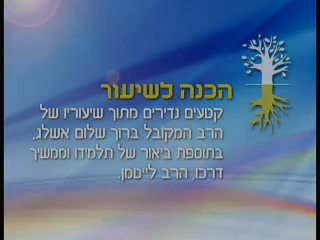 הכנה לשיעור
קטעים נדירים מתוך שיעוריו של
הרב המקובל ברוך שלום אשלג,
בתוספת ביאור של תלמידו וממשיך
דרכו, הרב לייטמן.